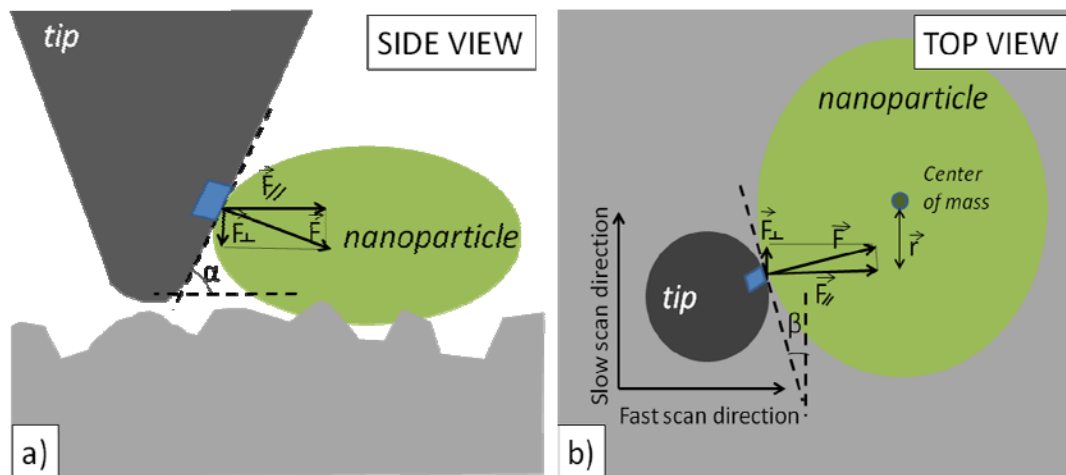 tip
SIDE VIEW
F//
F⊥
F
nanoparticle
α
a)
TOP VIEW
nanoparticle
Center
of mass
F⊥
F
r
F//
tip
β
Slow scan direction
Fast scan direction
b)